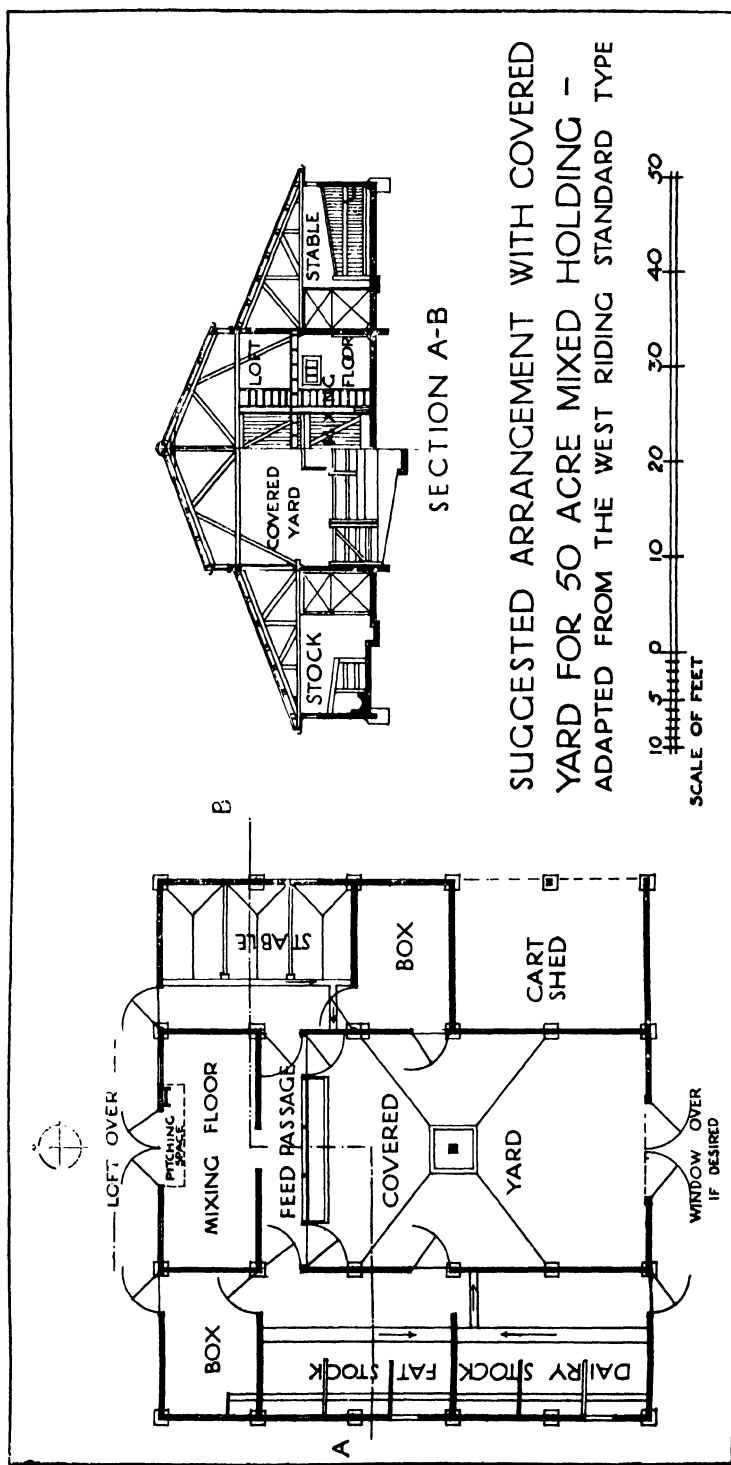 LOFT OVER
PITCHING
SPACE
MIXING FLOOR
BOX
STABLE
FEED PASSAGE
BOX
COVERED
YARD
CART
SHED
FAT STOCK
DAIRY STOCK
WINDOW OVER
IF DESIRED
A
B
STOCK
COVERED
YARD
LOFT
MIXING
FLOOR
STABLE
SECTION A-B
SUGGESTED ARRANGEMENT WITH COVERED
YARD FOR 50 ACRE MIXED HOLDING –
ADAPTED FROM THE WEST RIDING STANDARD TYPE
10 5 0 10 20 30 40 50
SCALE OF FEET